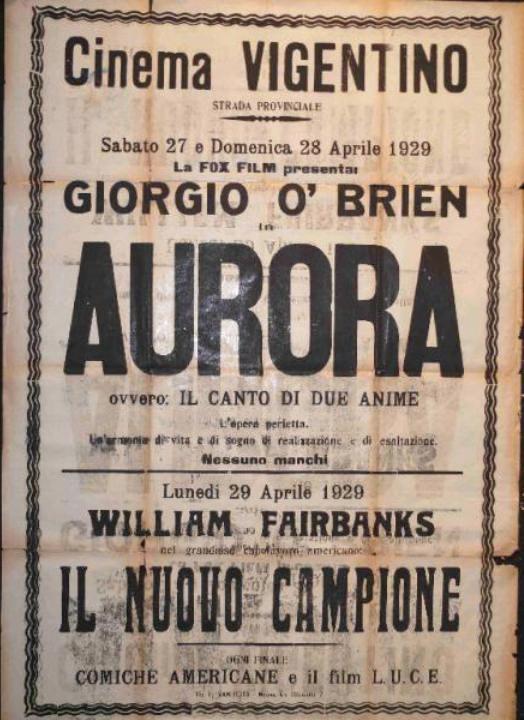 Cinema VIGENTINO
STRADA PROVINCIALE
Sabato 27 e Domenica 28 Aprile 1929
La FOX FILM presenta:
GIORGIO O' BRIEN
in
AURORA
ovvero: IL CANTO DI DUE ANIME
L'opera perfetta.
Un'armonia di vita e di sogno di realizzazione e di esaltazione.
Nessuno manchi
Lunedi 29 Aprile 1929
WILLIAM FAIRBANKS
nel grandioso capolavoro americano:
IL NUOVO CAMPIONE
OGNI FINALE
COMICHE AMERICANE e il film L.U.C.E.